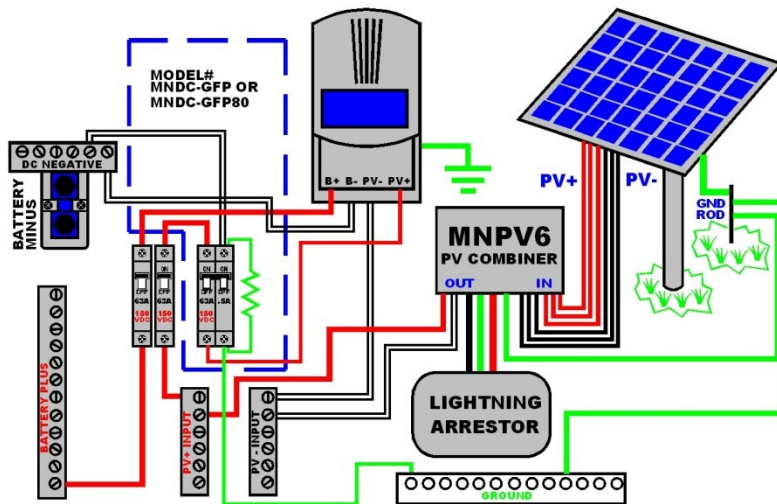 MODEL#
MNDC-GFP OR
MNDC-GFP80
DC NEGATIVE
BATTERY
MINUS
B+ B- PV- PV+
PV+
PV-
GND
ROD
MNPV6
PV COMBINER
OUT
IN
ON
OFF
63A
150
VDC
ON
OFF
63A
150
VDC
ON
OFF
63A
150
VDC
ON
OFF
.5A
BATTERY PLUS
PV+ INPUT
PV - INPUT
LIGHTNING
ARRESTOR
GROUND